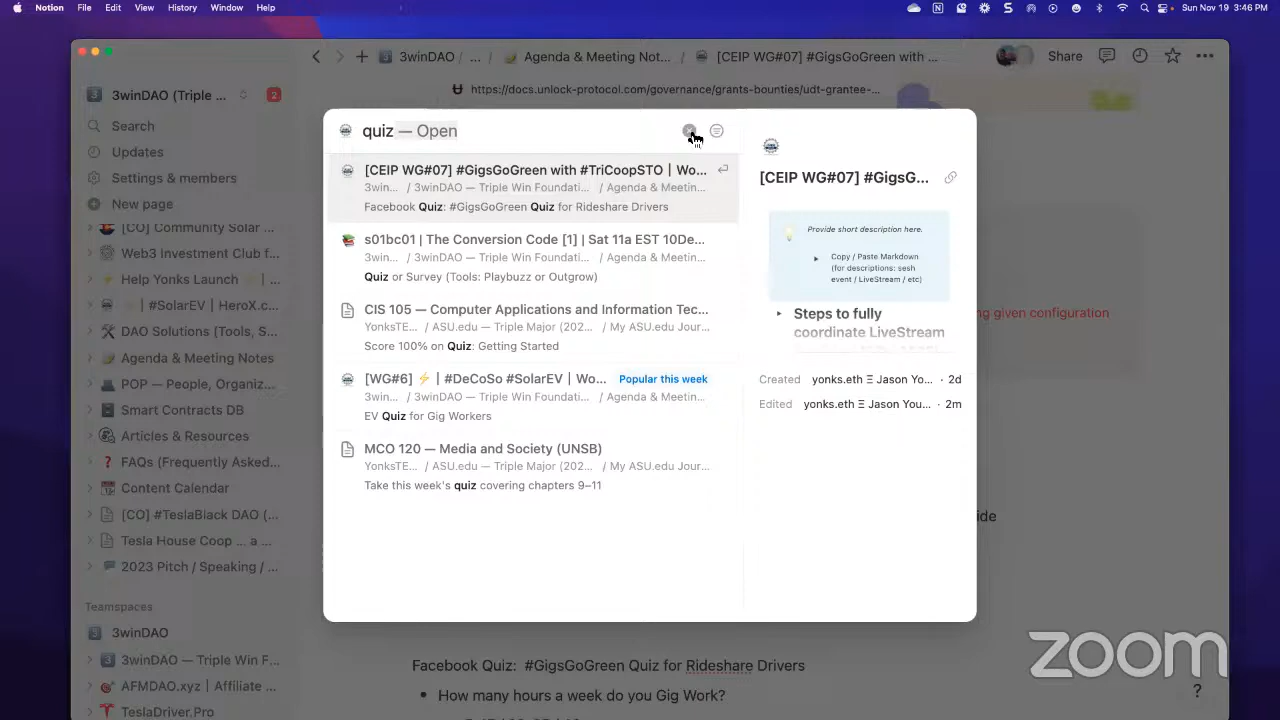 Notion File Edit View History Window Help Sun Nov 19 3:46 PM
3winDAO / ... / Agenda & Meeting Not... / [CEIP WG#07] #GigsGoGreen with ... Share
https://docs.unlock-protocol.com/governance/grants-bounties/udt-grantee-...
3winDAO (Triple ... 2
Search
Updates
Settings & members
New page
[CO] Community Solar ...
Web3 Investment Club f...
Help Yonks Launch | ...
| #SolarEV | HeroX.c...
DAO Solutions (Tools, S...
Agenda & Meeting Notes
POP — People, Organiz...
Smart Contracts DB
Articles & Resources
FAQs (Frequently Asked...
Content Calendar
[CO] #TeslaBlack DAO (...
Tesla House Coop ... a ...
2023 Pitch / Speaking / ...
Teamspaces
3winDAO
3winDAO — Triple Win F...
AFMDAO.xyz | Affiliate ...
TeslaDriver.Pro
quiz — Open
[CEIP WG#07] #GigsGoGreen with #TriCoopSTO | Wo...
3win... / 3winDAO — Triple Win Foundati... / Agenda & Meetin...
Facebook Quiz: #GigsGoGreen Quiz for Rideshare Drivers
s01bc01 | The Conversion Code [1] | Sat 11a EST 10De...
3win... / 3winDAO — Triple Win Foundati... / Agenda & Meetin...
Quiz or Survey (Tools: Playbuzz or Outgrow)
CIS 105 — Computer Applications and Information Tec...
YonksTE... / ASU.edu — Triple Major (202... / My ASU.edu Jour...
Score 100% on Quiz: Getting Started
[WG#6] ⚡ | #DeCoSo #SolarEV | Wo... Popular this week
3win... / 3winDAO — Triple Win Foundati... / Agenda & Meetin...
EV Quiz for Gig Workers
MCO 120 — Media and Society (UNSB)
YonksTE... / ASU.edu — Triple Major (202... / My ASU.edu Jour...
Take this week's quiz covering chapters 9–11
[CEIP WG#07] #GigsG...
Provide short description here.
Copy / Paste Markdown
(for descriptions: sesh
event / LiveStream / etc)
Steps to fully
coordinate LiveStream
Created yonks.eth Ξ Jason Yo... · 2d
Edited yonks.eth Ξ Jason You... · 2m
ng given configuration
ide
Facebook Quiz: #GigsGoGreen Quiz for Rideshare Drivers
How many hours a week do you Gig Work?
zoom
?